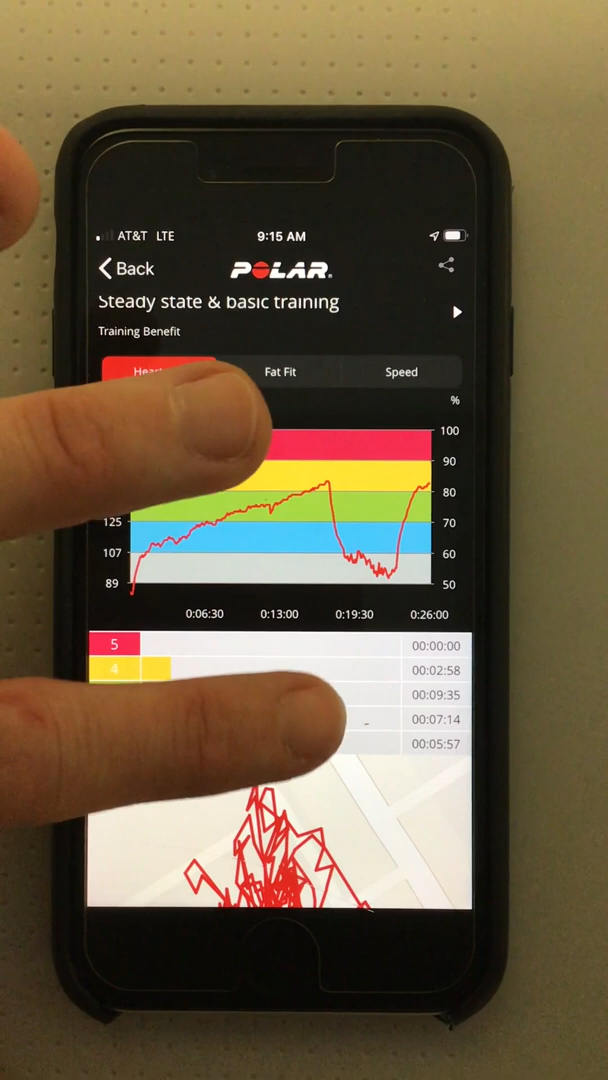 AT&T LTE 9:15 AM
Back POLAR
Steady state & basic training
Training Benefit
Fat Fit Speed
%
100
90
80
125 70
107 60
89 50
0:06:30 0:13:00 0:19:30 0:26:00
5 00:00:00
4 00:02:58
00:09:35
00:07:14
00:05:57